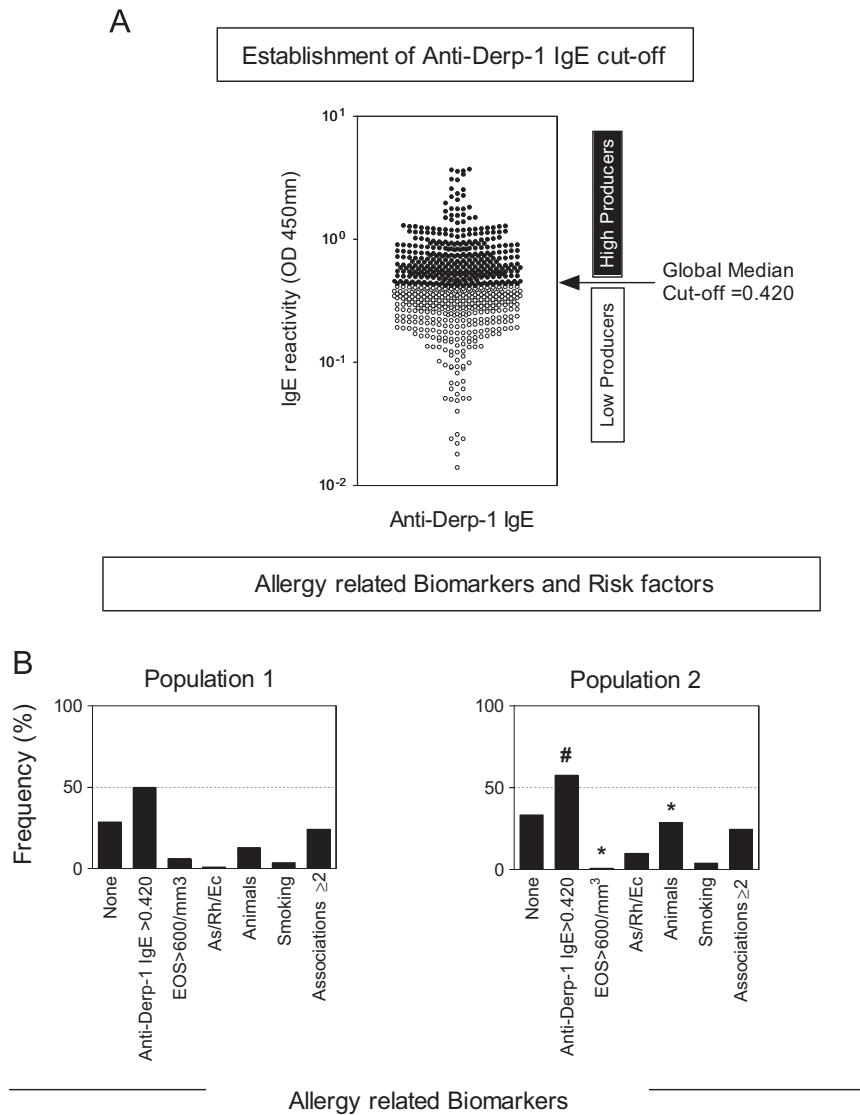 A
Establishment of Anti-Derp-1 IgE cut-off
IgE reactivity (OD 450mn)
10¹
10⁰
10⁻¹
10⁻²
High Producers
Low Producers
Global Median
Cut-off =0.420
Anti-Derp-1 IgE
Allergy related Biomarkers and Risk factors
B
Population 1
Frequency (%)
100
50
0
None
Anti-Derp-1 IgE >0.420
EOS>600/mm3
As/Rh/Ec
Animals
Smoking
Associations ≥2
Population 2
100
50
0
#
*
*
None
Anti-Derp-1 IgE>0.420
EOS>600/mm³
As/Rh/Ec
Animals
Smoking
Associations≥2
Allergy related Biomarkers